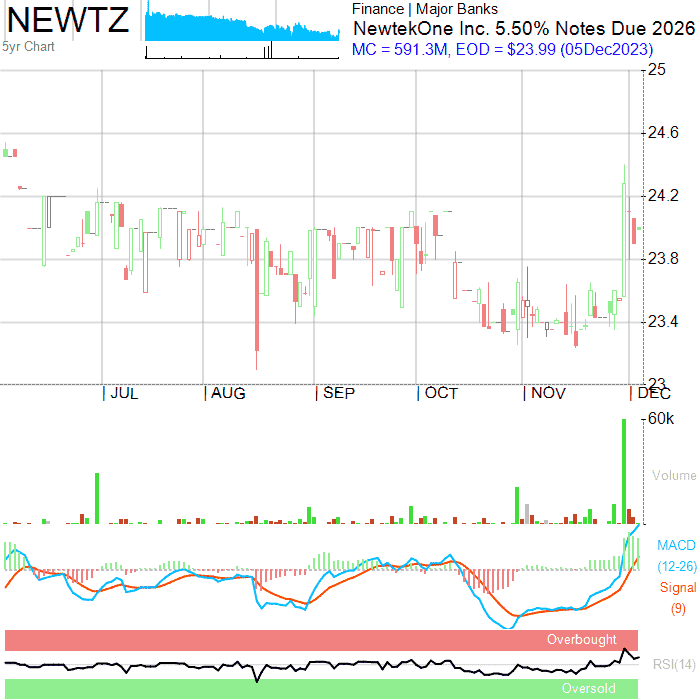 NEWTZ
5yr Chart
Finance | Major Banks
NewtekOne Inc. 5.50% Notes Due 2026
MC = 591.3M, EOD = $23.99 (05Dec2023)
25
24.6
24.2
23.8
23.4
23
JUL
AUG
SEP
OCT
NOV
DEC
60k
Volume
MACD
(12-26)
Signal
(9)
Overbought
RSI(14)
Oversold